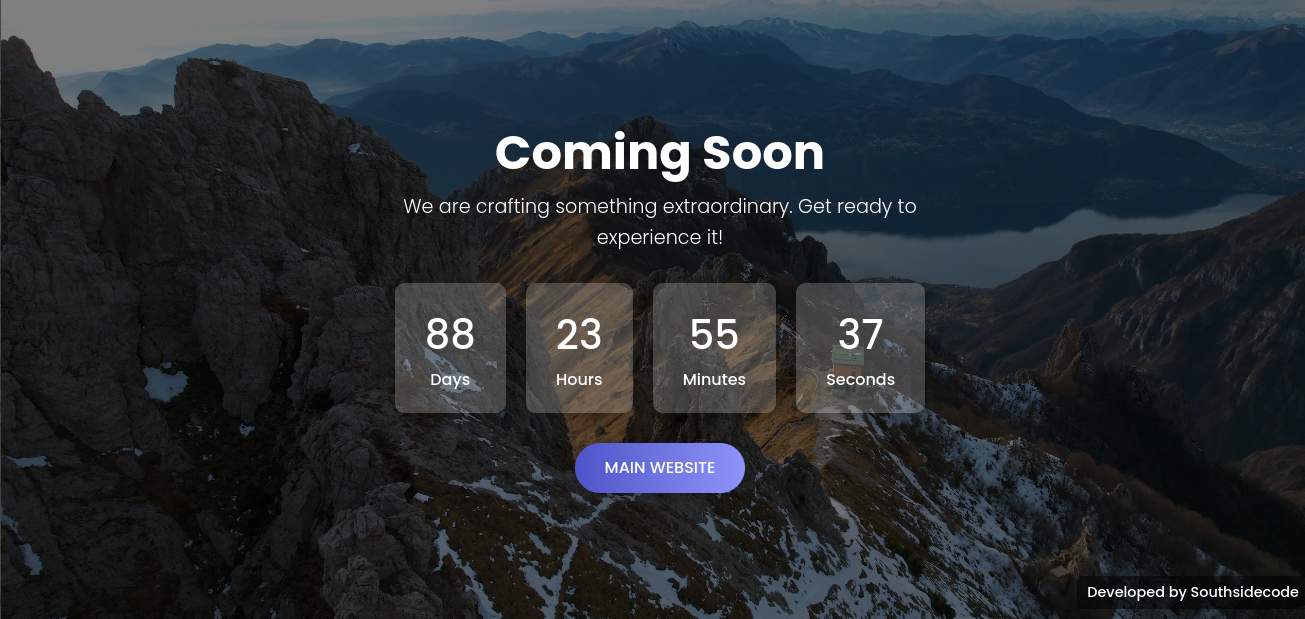 Coming Soon
We are crafting something extraordinary. Get ready to
experience it!
88 23 55 37
Days Hours Minutes Seconds
MAIN WEBSITE
Developed by Southsidecode